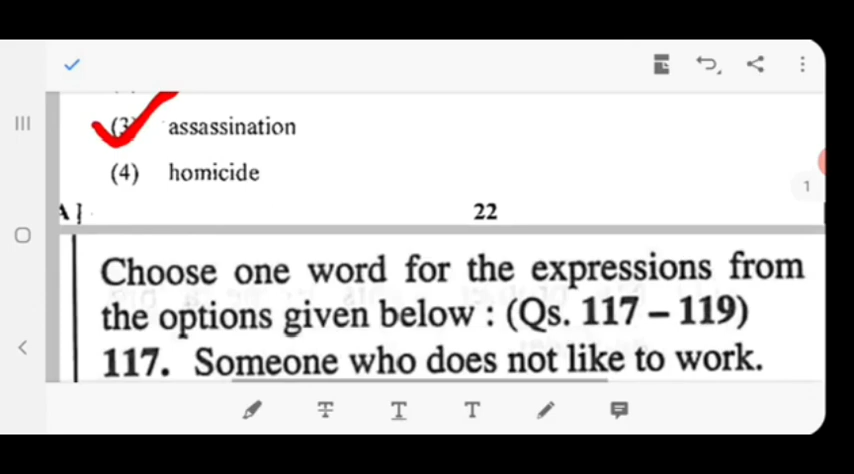 (3) assassination
(4) homicide
1
A ]
22
Choose one word for the expressions from
the options given below : (Qs. 117 – 119)
117. Someone who does not like to work.